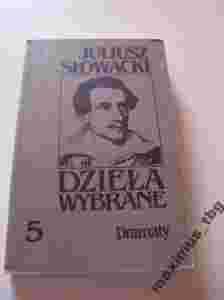 JULIUSZ
SŁOWACKI
DZIEŁA
WYBRANE
5
Dramaty